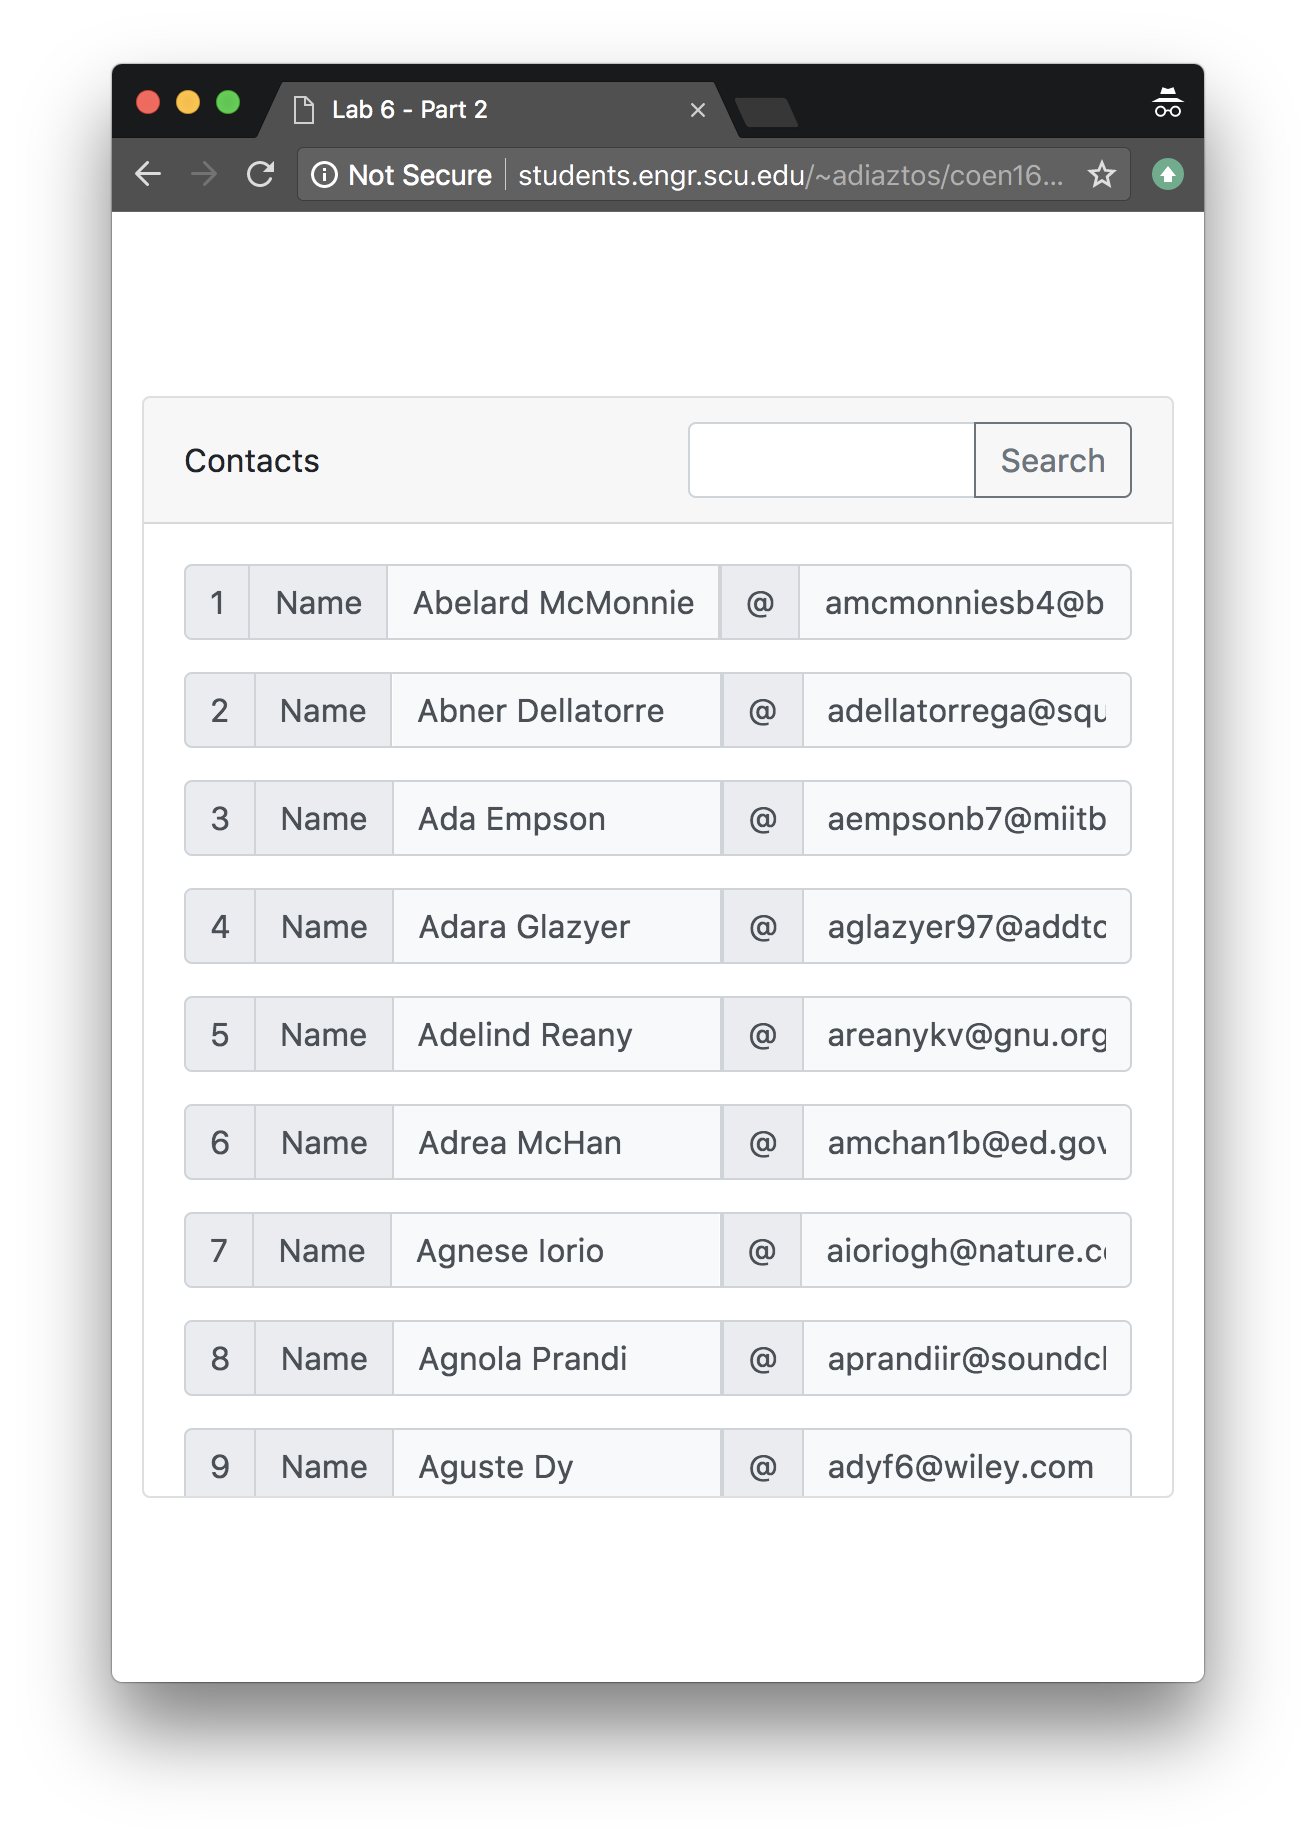 Lab 6 - Part 2
Not Secure students.engr.scu.edu/~adiaztos/coen16...
Contacts Search
1 Name Abelard McMonnie @ amcmonniesb4@b
2 Name Abner Dellatorre @ adellatorrega@squ
3 Name Ada Empson @ aempsonb7@miitb
4 Name Adara Glazyer @ aglazyer97@addto
5 Name Adelind Reany @ areanykv@gnu.org
6 Name Adrea McHan @ amchan1b@ed.gov
7 Name Agnese Iorio @ aioriogh@nature.co
8 Name Agnola Prandi @ aprandiir@soundcl
9 Name Aguste Dy @ adyf6@wiley.com